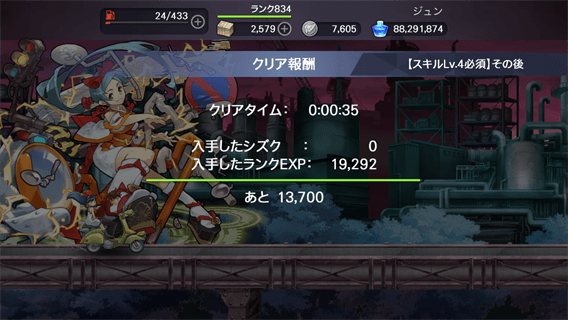 ランク834
ジュン
24/433
2,579
7,605
88,291,874
クリア報酬
【スキルLv.4必須】その後
クリアタイム: 0:00:35
入手したシズク : 0
入手したランクEXP: 19,292
あと 13,700